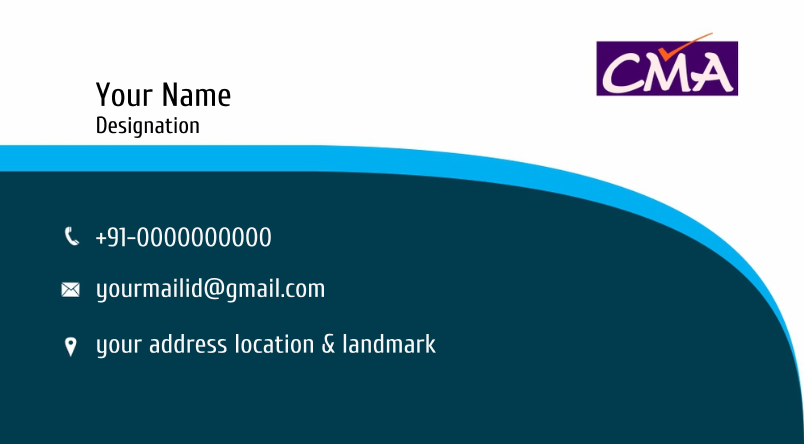 CMA
Your Name
Designation
+91-0000000000
yourmailid@gmail.com
your address location & landmark